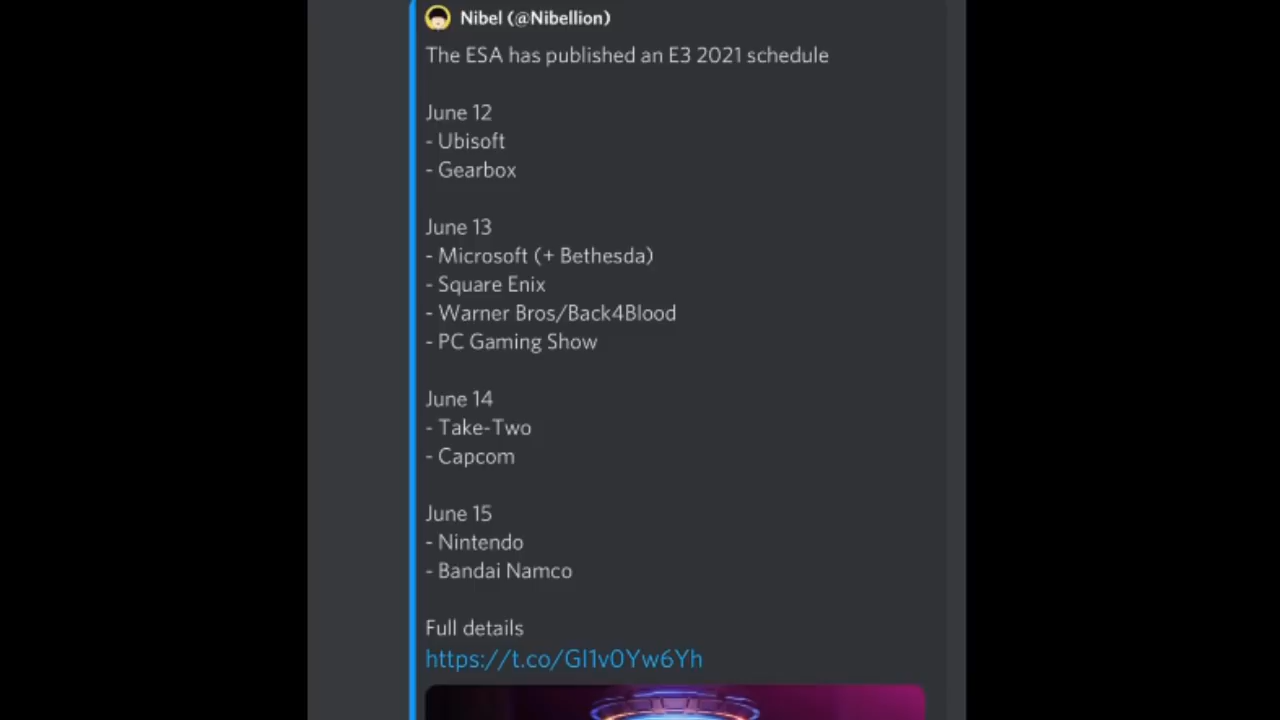 Nibel (@Nibellion)
The ESA has published an E3 2021 schedule
June 12
- Ubisoft
- Gearbox
June 13
- Microsoft (+ Bethesda)
- Square Enix
- Warner Bros/Back4Blood
- PC Gaming Show
June 14
- Take-Two
- Capcom
June 15
- Nintendo
- Bandai Namco
Full details
https://t.co/GI1v0Yw6Yh